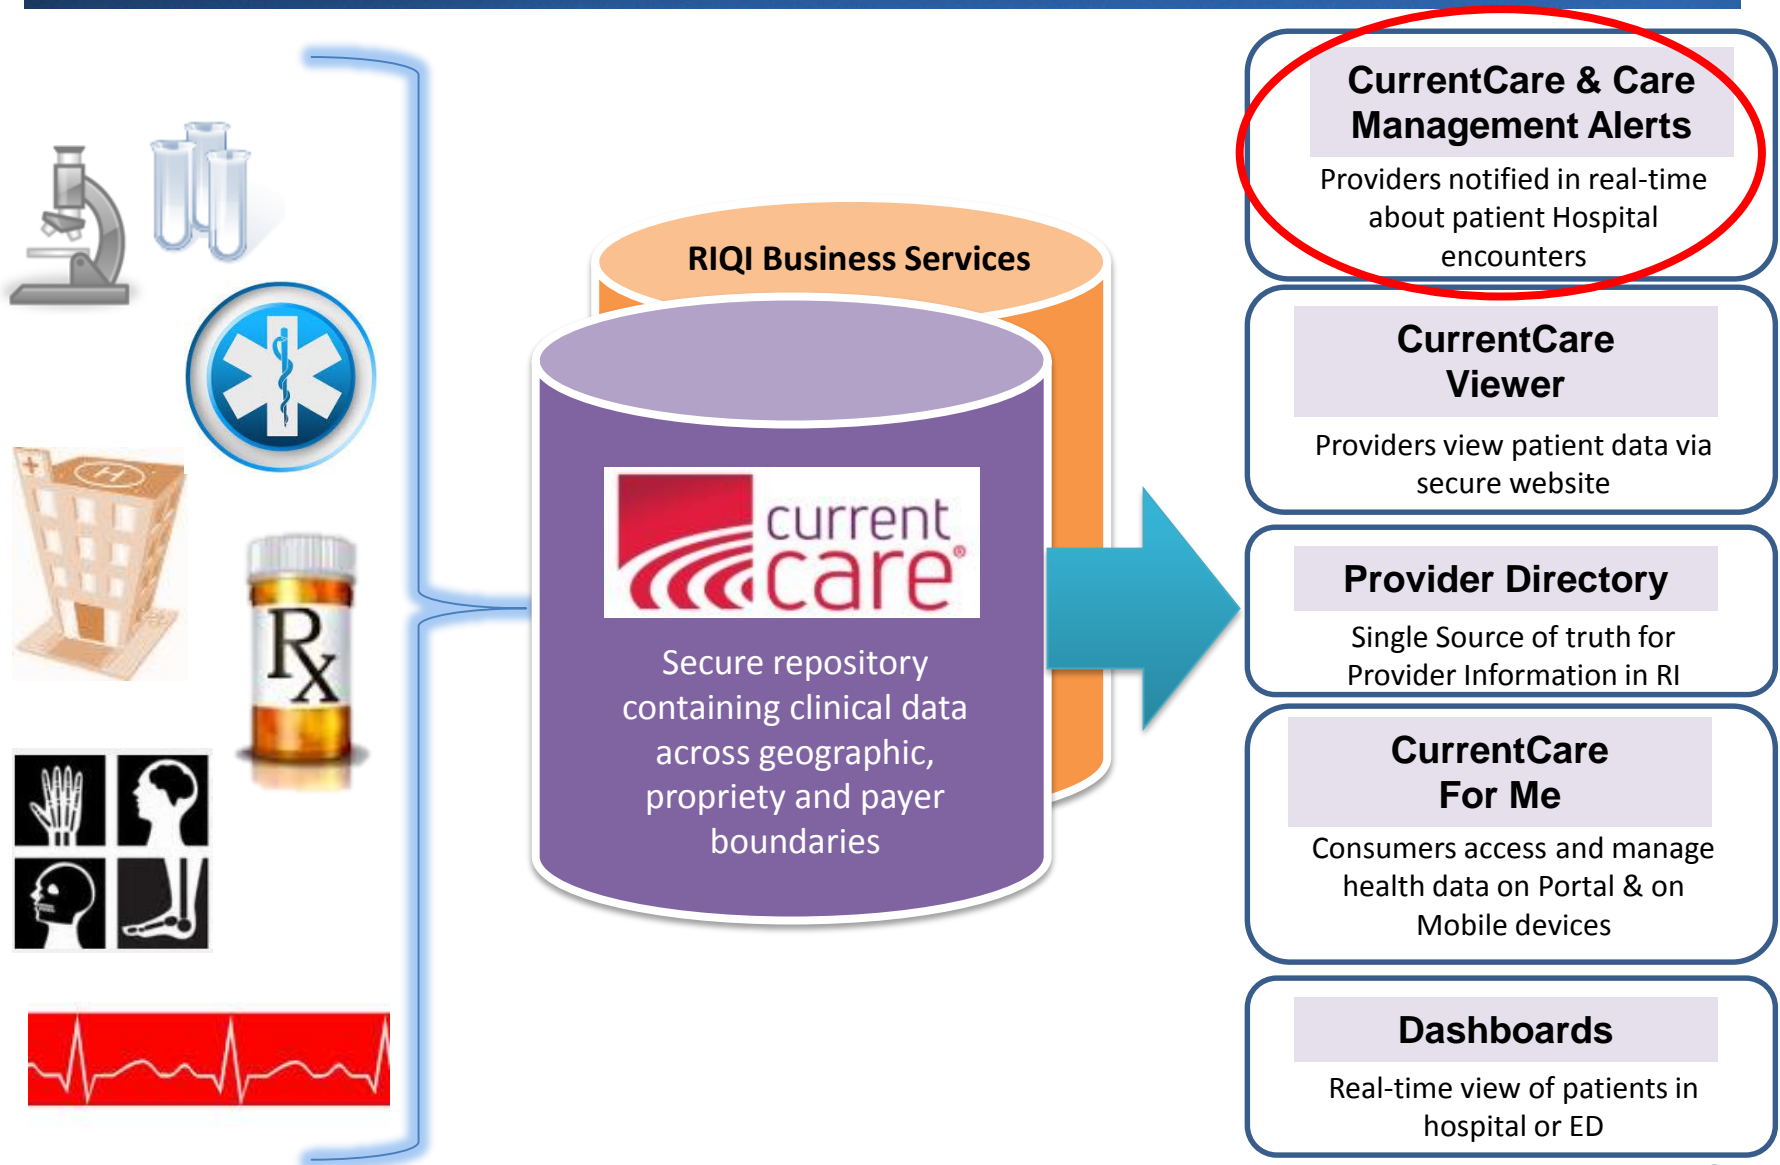 RIQI Business Services
current
care®
Secure repository
containing clinical data
across geographic,
propriety and payer
boundaries
Rx
H
CurrentCare & Care
Management Alerts
Providers notified in real-time
about patient Hospital
encounters
CurrentCare
Viewer
Providers view patient data via
secure website
Provider Directory
Single Source of truth for
Provider Information in RI
CurrentCare
For Me
Consumers access and manage
health data on Portal & on
Mobile devices
Dashboards
Real-time view of patients in
hospital or ED